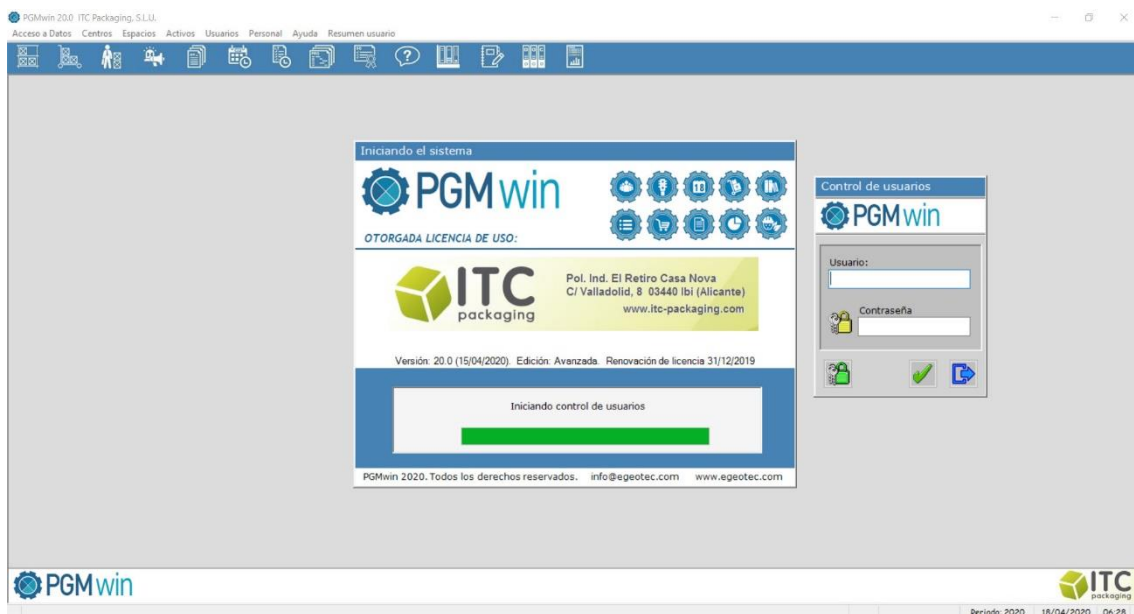 PGMwin 20.0 ITC Packaging, S.L.U.
Acceso a Datos Centros Espacios Activos Usuarios Personal Ayuda Resumen usuario
Iniciando el sistema
PGMwin
18
OTORGADA LICENCIA DE USO:
ITC
packaging
Pol. Ind. El Retiro Casa Nova
C/ Valladolid, 8 03440 Ibi (Alicante)
www.itc-packaging.com
Versión: 20.0 (15/04/2020). Edición: Avanzada. Renovación de licencia 31/12/2019
Iniciando control de usuarios
PGMwin 2020. Todos los derechos reservados. info@egeotec.com www.egeotec.com
Control de usuarios
PGMwin
Usuario:
Contraseña
PGMwin
ITC
packaging
Periodo: 2020 18/04/2020 06:28